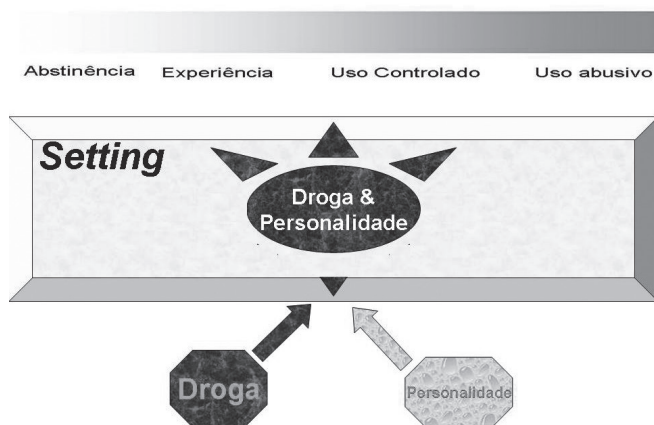 Abstinência Experiência Uso Controlado Uso abusivo
Setting
Droga &
Personalidade
Droga
Personalidade